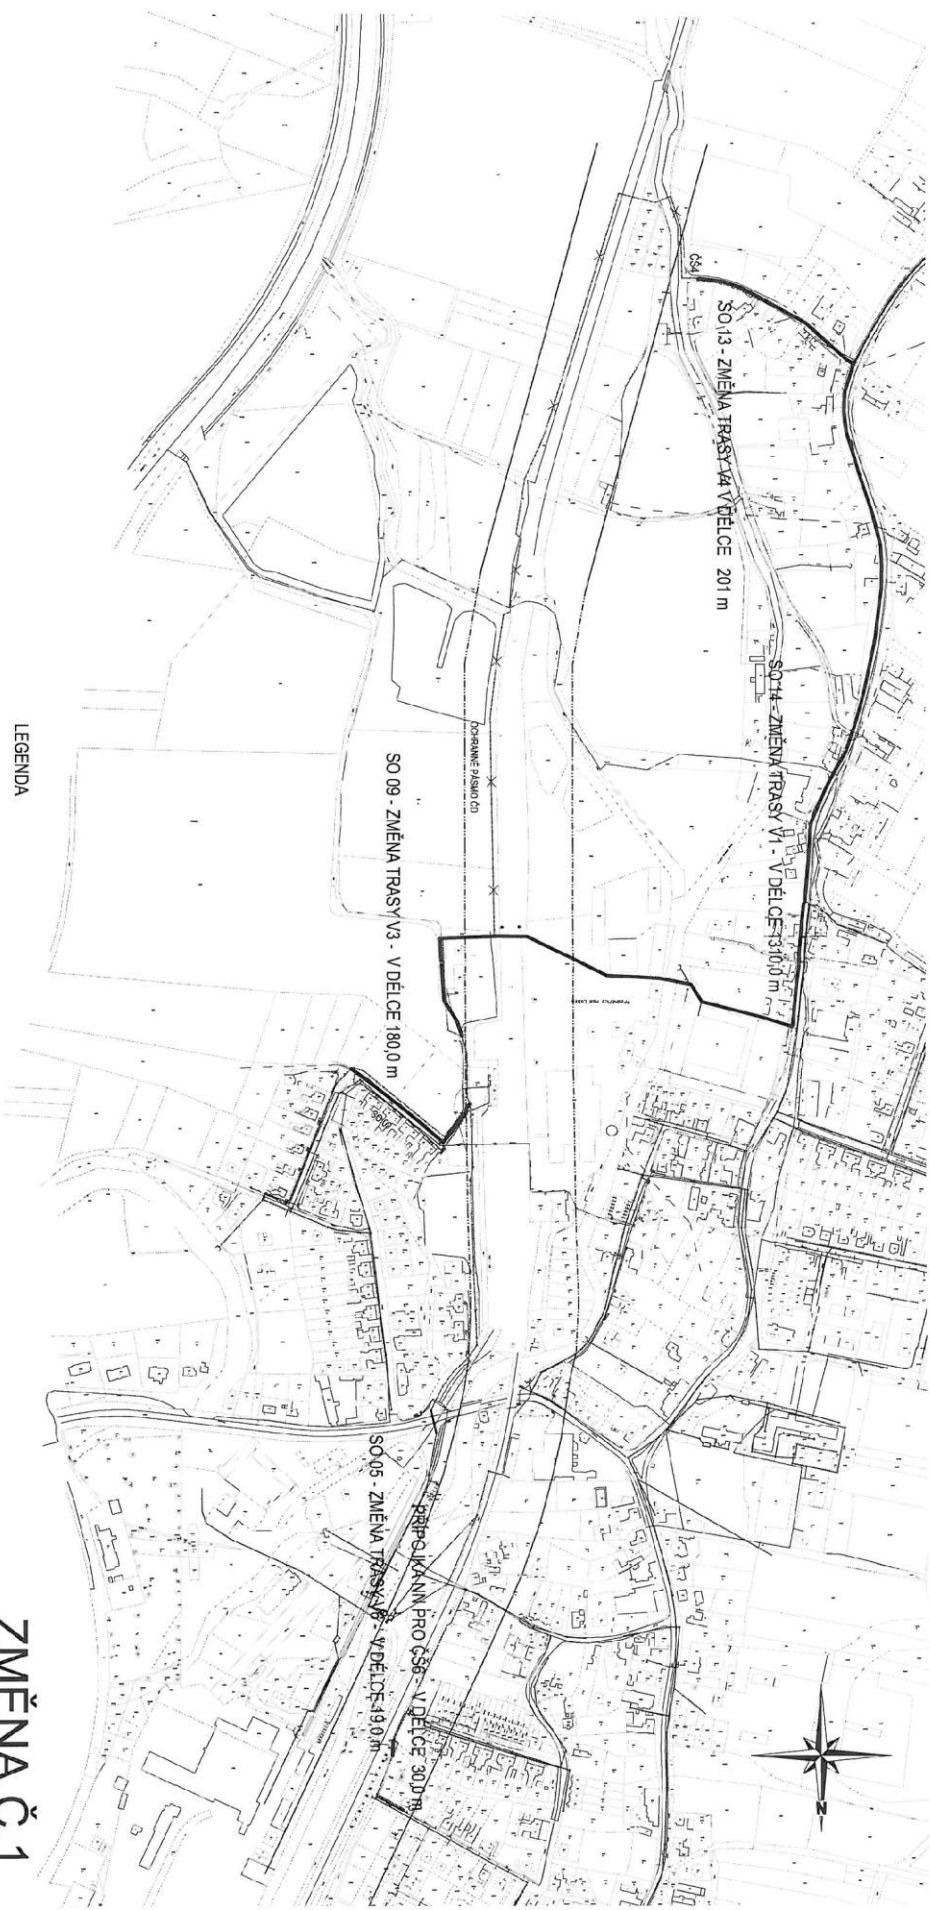 ČS4
SO 13 - ZMĚNA TRASY V4 V DÉLCE 201 m
SO 14 - ZMĚNA TRASY V1 - V DÉLCE 1310,0 m
OCHRANNÉ PÁSMO ČD
SO 09 - ZMĚNA TRASY V3 - V DÉLCE 180,0 m
LEGENDA
PŘÍPOJKA NN PRO ČS6 - V DÉLCE 30,0 m
SO 05 - ZMĚNA TRASY V6 - V DÉLCE 19,0 m
N
ZMĚNA Č.1